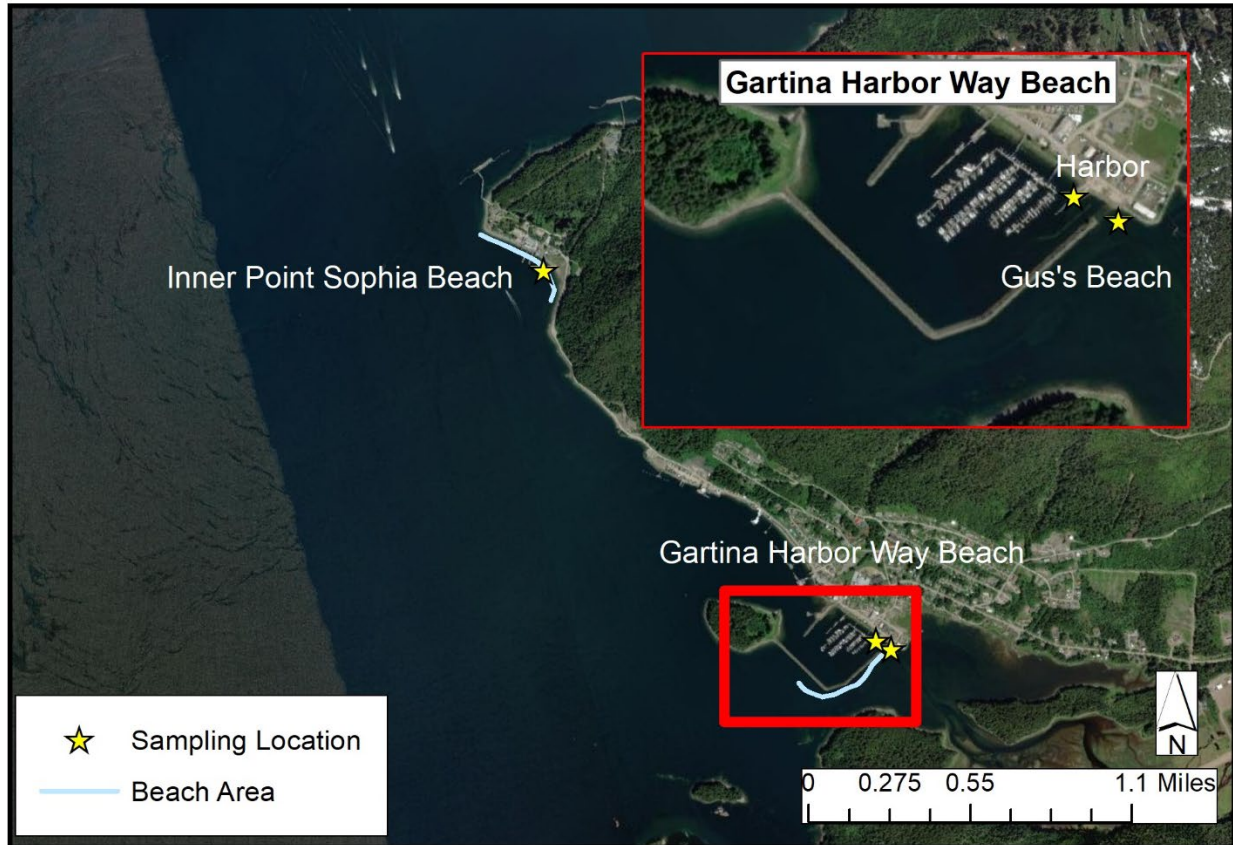 Gartina Harbor Way Beach
Harbor
Gus's Beach
Inner Point Sophia Beach
Gartina Harbor Way Beach
Sampling Location
Beach Area
N
0 0.275 0.55 1.1 Miles